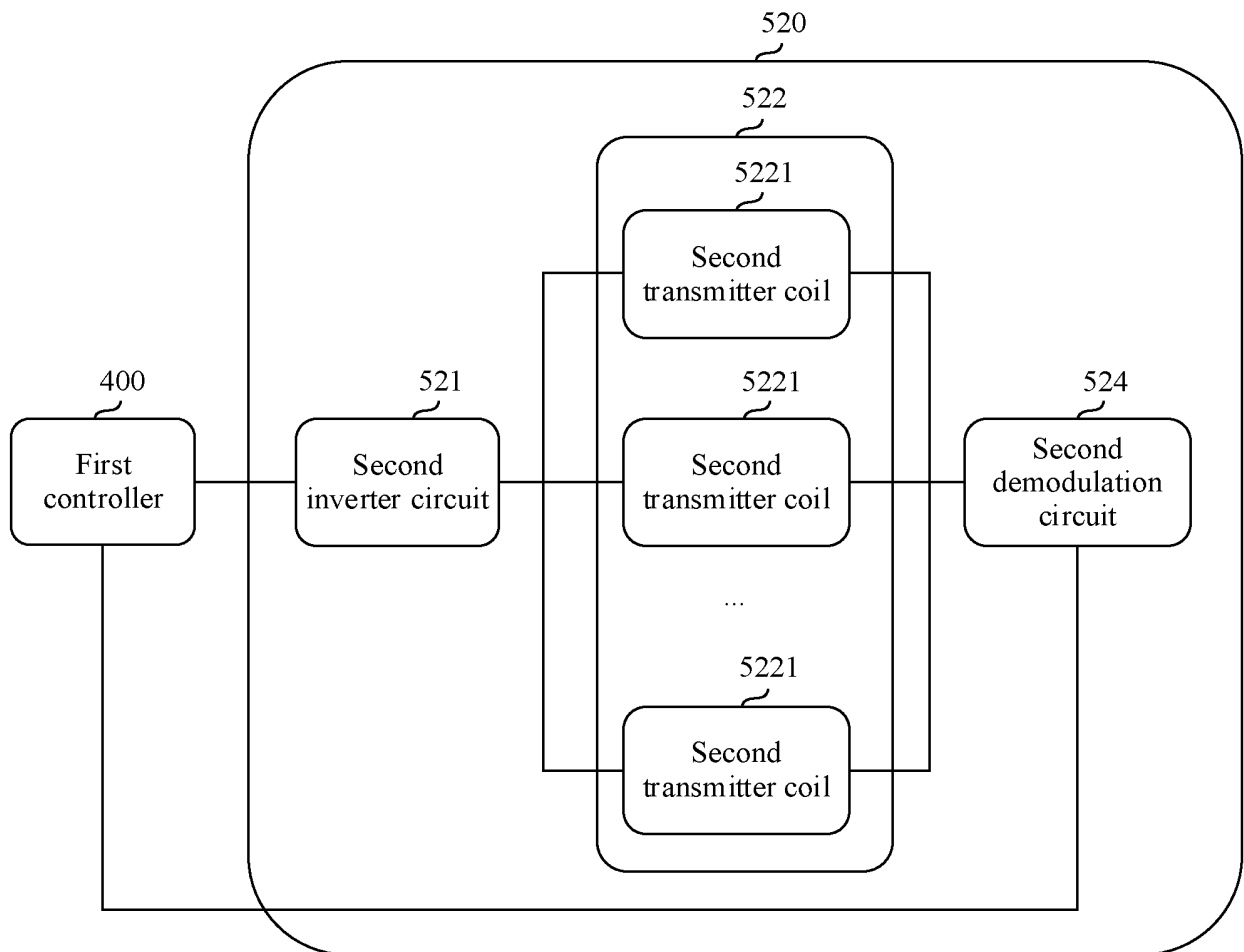 520
522
5221
Second
transmitter coil
400
First
controller
521
Second
inverter circuit
5221
Second
transmitter coil
524
Second
demodulation
circuit
...
5221
Second
transmitter coil